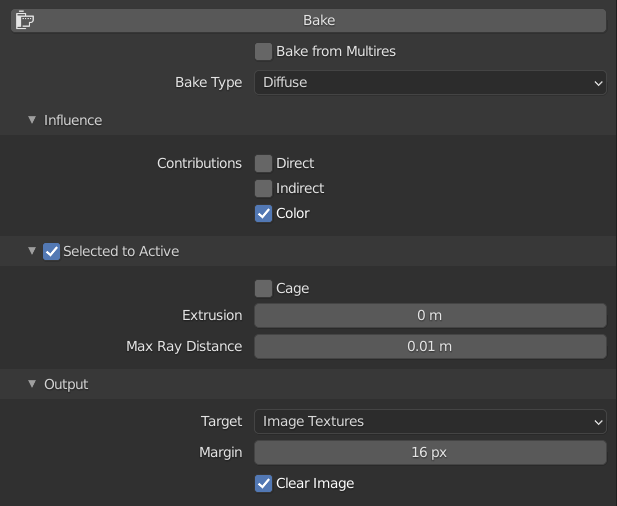 Bake
Bake from Multires
Bake Type Diffuse
Influence
Contributions Direct
Indirect
Color
Selected to Active
Cage
Extrusion 0 m
Max Ray Distance 0.01 m
Output
Target Image Textures
Margin 16 px
Clear Image